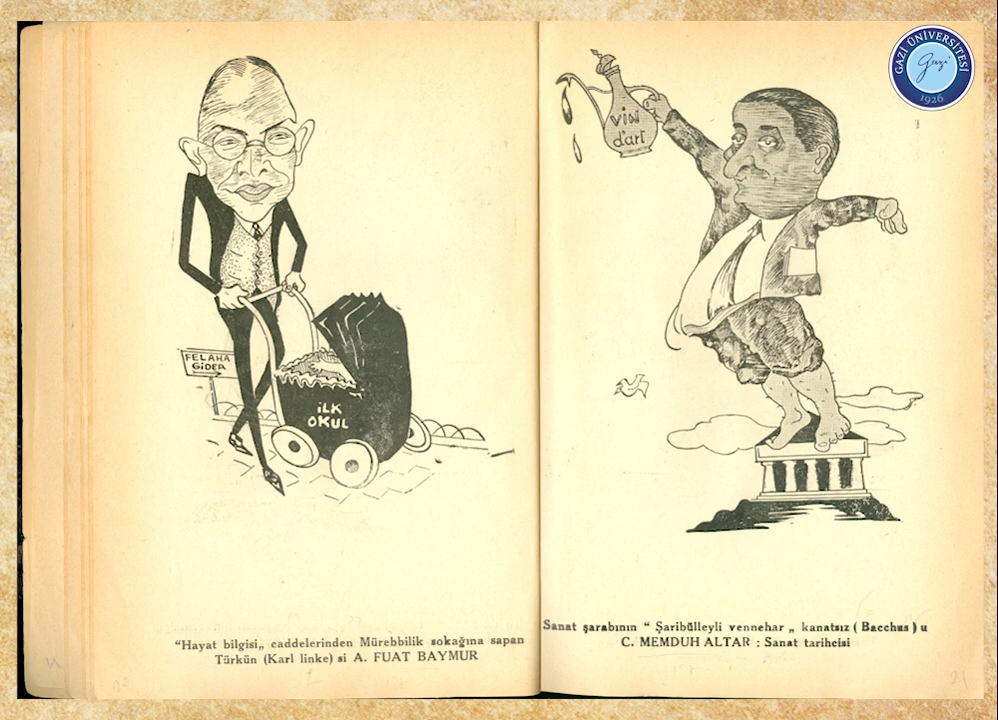 GAZİ ÜNİVERSİTESİ
Gazi
1926
VIN
d'art
FELAHA
GİDER
İLK
OKUL
"Hayat bilgisi„ caddelerinden Mürebbilik sokağına sapan
Türkün (Karl linke) si A. FUAT BAYMUR
Sanat şarabının " Şaribülleyli vennehar „ kanatsız ( Bacchus ) u
C. MEMDUH ALTAR : Sanat tarihcisi
21